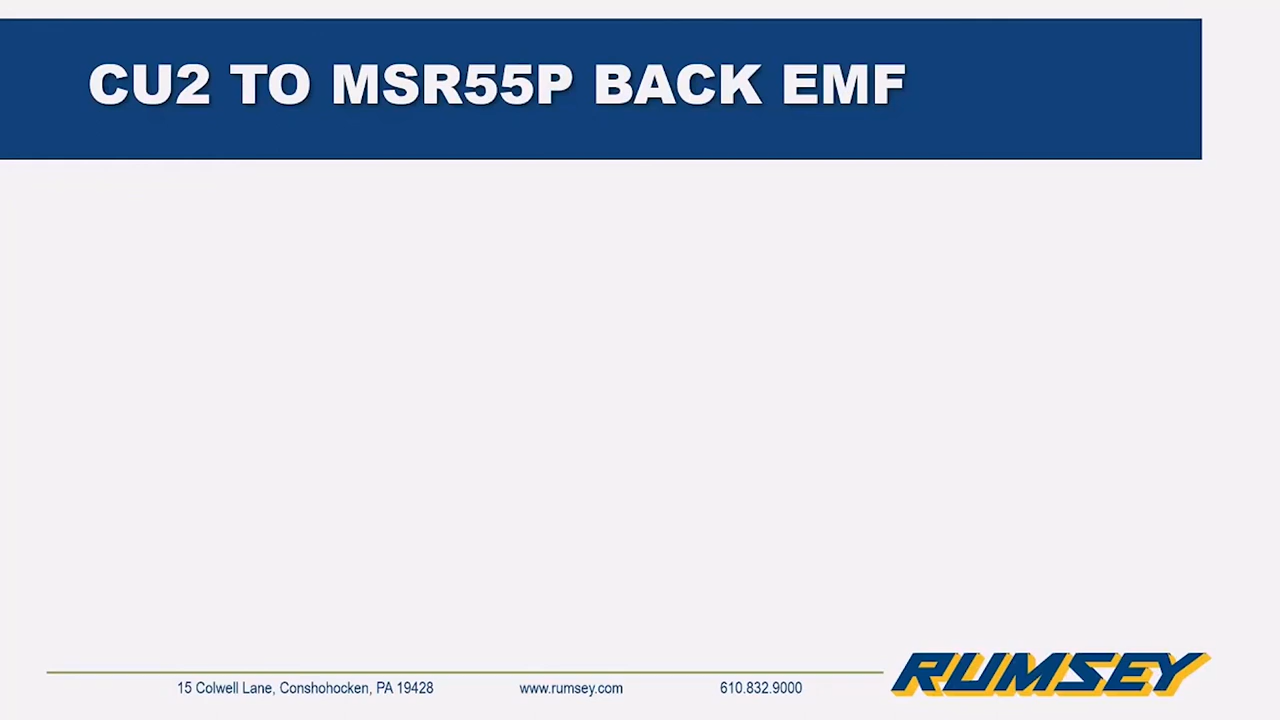 CU2 TO MSR55P BACK EMF
15 Colwell Lane, Conshohocken, PA 19428 www.rumsey.com 610.832.9000
RUMSEY